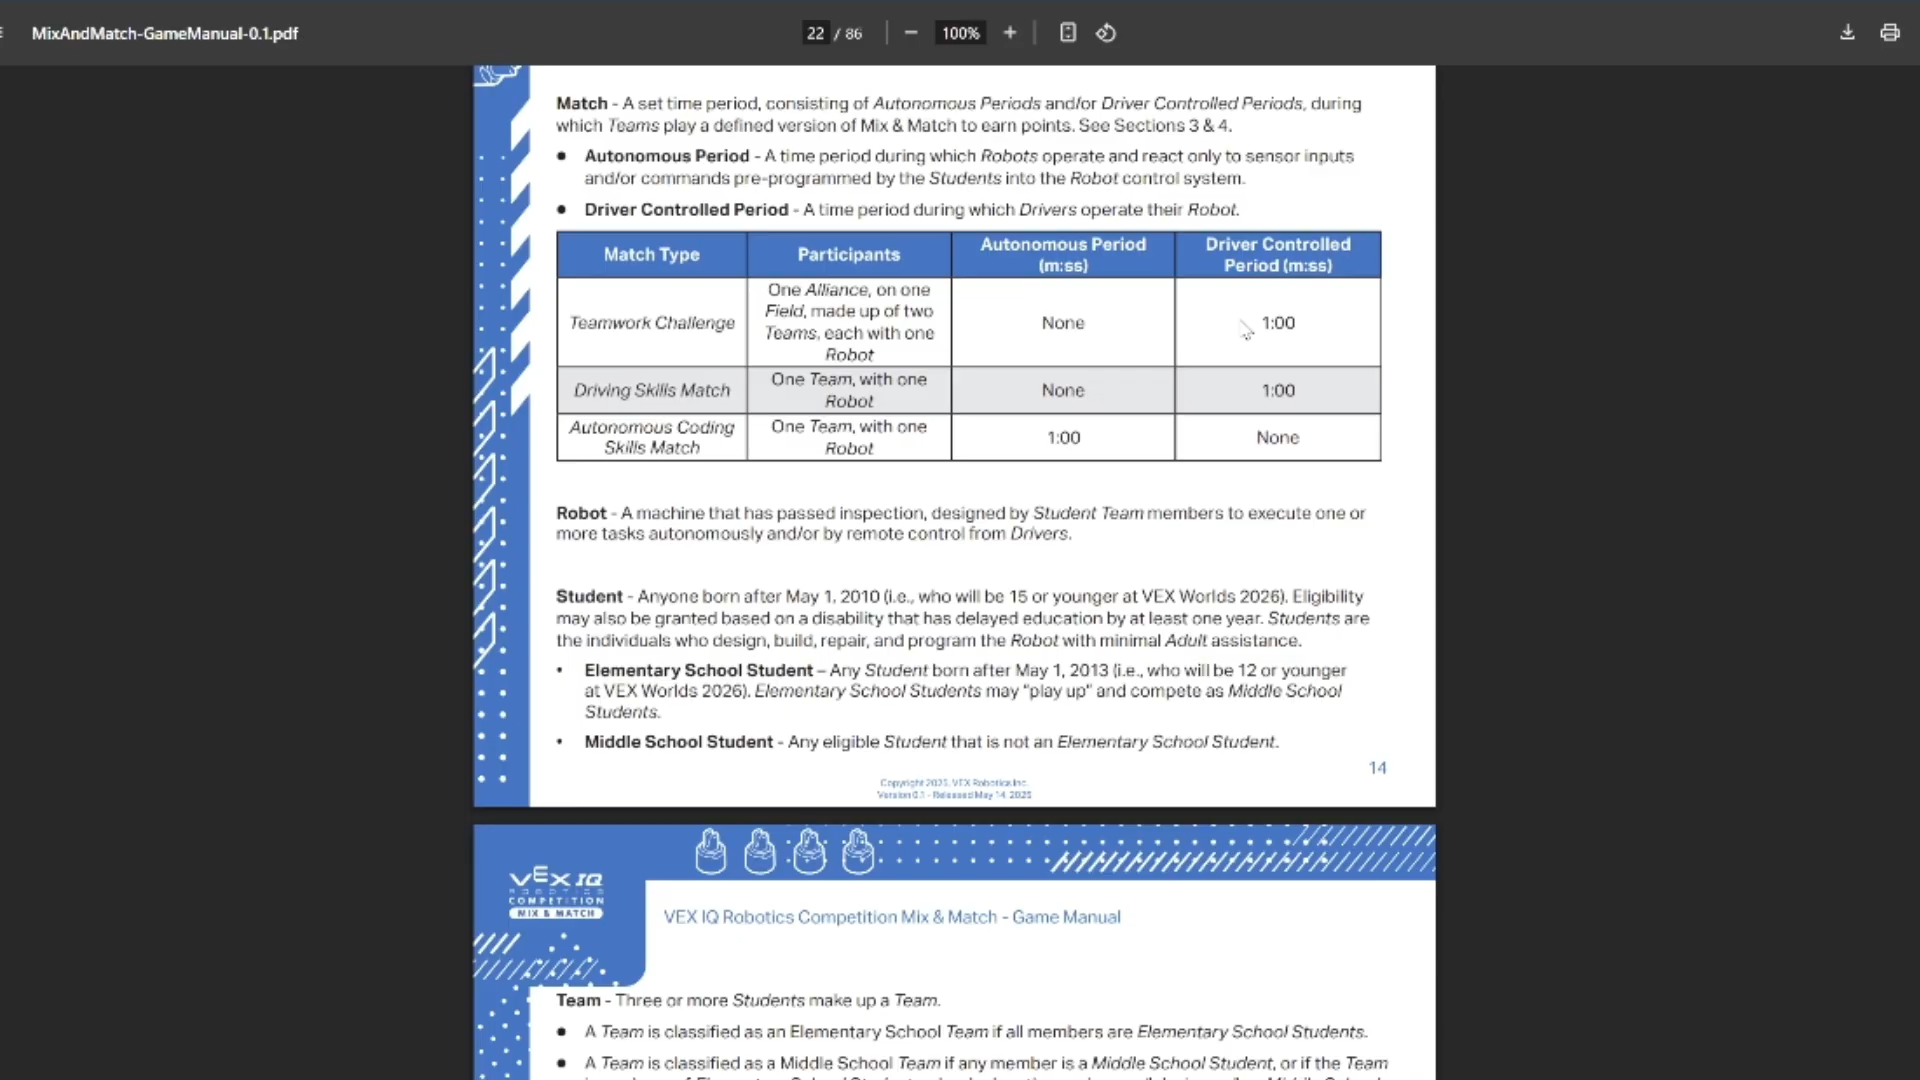 MixAndMatch-GameManual-0.1.pdf
22 / 86
100%
Match - A set time period, consisting of Autonomous Periods and/or Driver Controlled Periods, during
which Teams play a defined version of Mix & Match to earn points. See Sections 3 & 4.
● Autonomous Period - A time period during which Robots operate and react only to sensor inputs
and/or commands pre-programmed by the Students into the Robot control system.
● Driver Controlled Period - A time period during which Drivers operate their Robot.
Match Type
Participants
Autonomous Period
(m:ss)
Driver Controlled
Period (m:ss)
Teamwork Challenge
One Alliance, on one
Field, made up of two
Teams, each with one
Robot
None
1:00
Driving Skills Match
One Team, with one
Robot
None
1:00
Autonomous Coding
Skills Match
One Team, with one
Robot
1:00
None
Robot - A machine that has passed inspection, designed by Student Team members to execute one or
more tasks autonomously and/or by remote control from Drivers.
Student - Anyone born after May 1, 2010 (i.e., who will be 15 or younger at VEX Worlds 2026). Eligibility
may also be granted based on a disability that has delayed education by at least one year. Students are
the individuals who design, build, repair, and program the Robot with minimal Adult assistance.
• Elementary School Student – Any Student born after May 1, 2013 (i.e., who will be 12 or younger
at VEX Worlds 2026). Elementary School Students may "play up" and compete as Middle School
Students.
• Middle School Student - Any eligible Student that is not an Elementary School Student.
14
Copyright 2025, VEX Robotics Inc.
Version 0.1 - Released May 14, 2025
VEX IQ
ROBOTICS
COMPETITION
MIX & MATCH
VEX IQ Robotics Competition Mix & Match - Game Manual
Team - Three or more Students make up a Team.
● A Team is classified as an Elementary School Team if all members are Elementary School Students.
● A Team is classified as a Middle School Team if any member is a Middle School Student, or if the Team